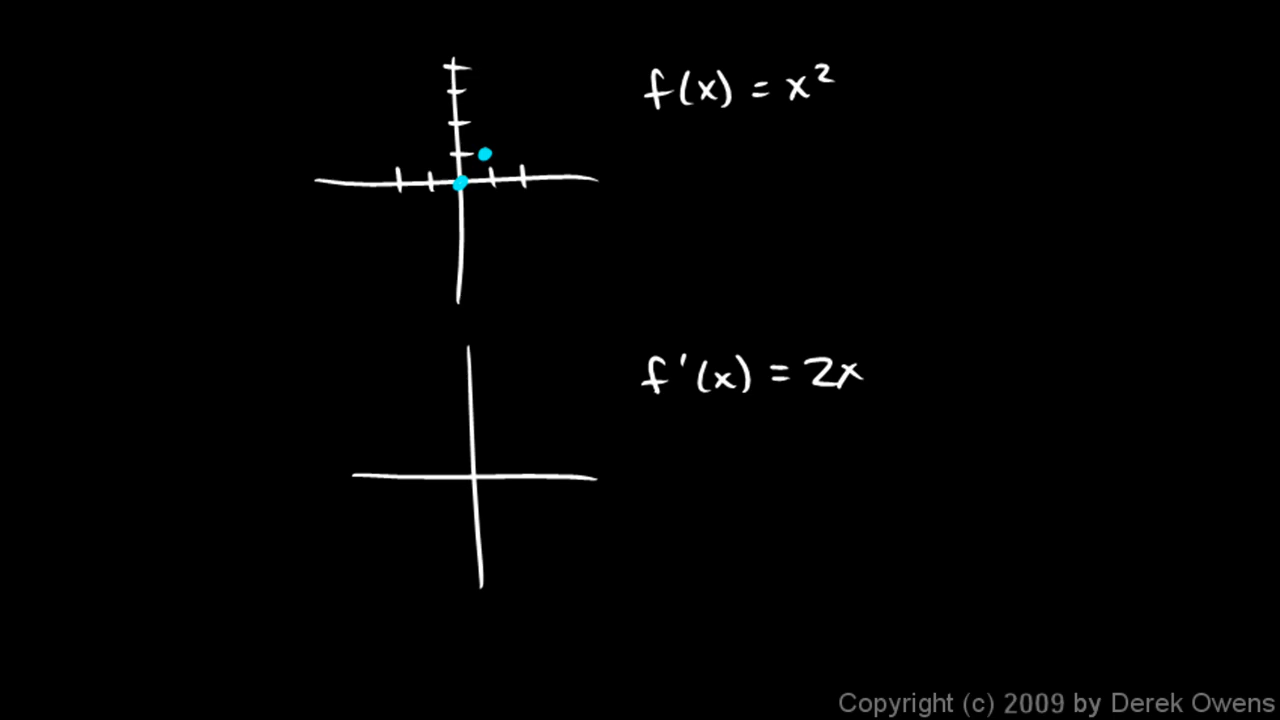 f(x) = x²
f'(x) = 2x
Copyright (c) 2009 by Derek Owens